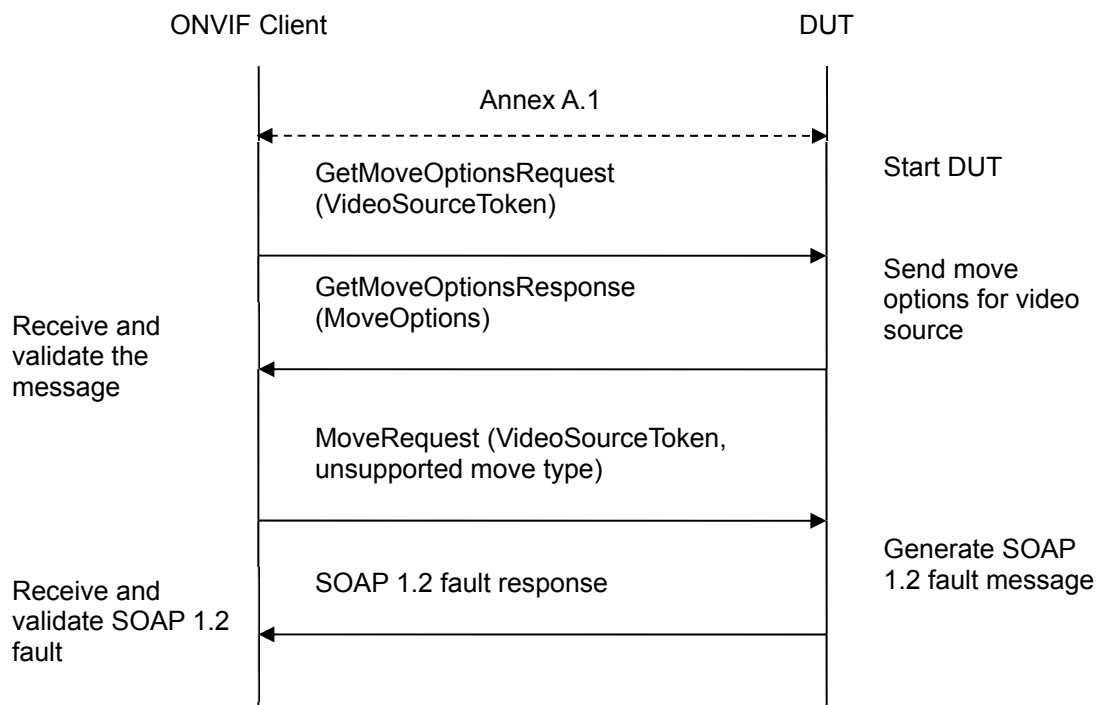 ONVIF Client
DUT
Annex A.1
Start DUT
GetMoveOptionsRequest
(VideoSourceToken)
Send move
options for video
source
GetMoveOptionsResponse
(MoveOptions)
Receive and
validate the
message
MoveRequest (VideoSourceToken,
unsupported move type)
Generate SOAP
1.2 fault message
SOAP 1.2 fault response
Receive and
validate SOAP 1.2
fault